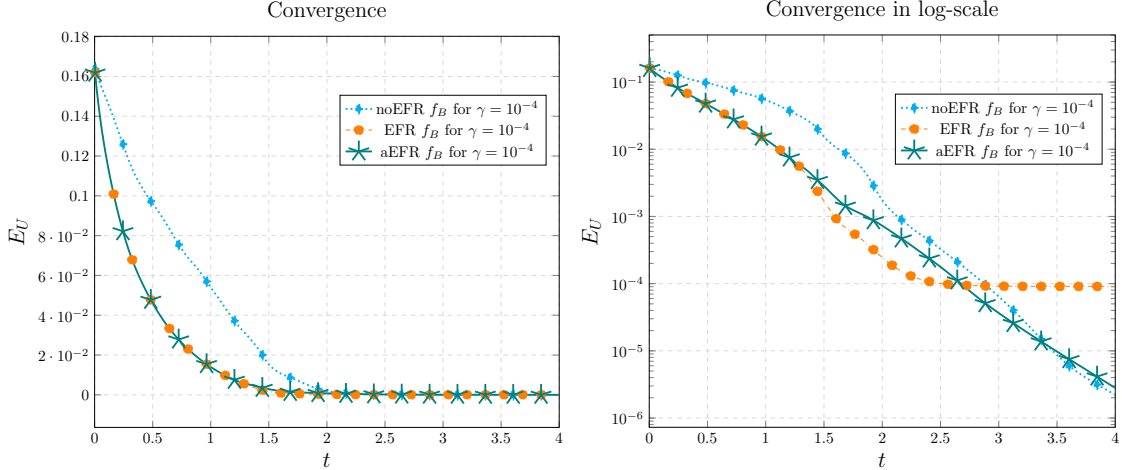 Convergence
0.18
0.16
0.14
0.12
0.1
8 · 10⁻²
6 · 10⁻²
4 · 10⁻²
2 · 10⁻²
0
E_U
0 0.5 1 1.5 2 2.5 3 3.5 4
t
noEFR f_B for γ = 10⁻⁴
EFR f_B for γ = 10⁻⁴
aEFR f_B for γ = 10⁻⁴
Convergence in log-scale
10⁻¹
10⁻²
10⁻³
10⁻⁴
10⁻⁵
10⁻⁶
E_U
0 0.5 1 1.5 2 2.5 3 3.5 4
t
noEFR f_B for γ = 10⁻⁴
EFR f_B for γ = 10⁻⁴
aEFR f_B for γ = 10⁻⁴